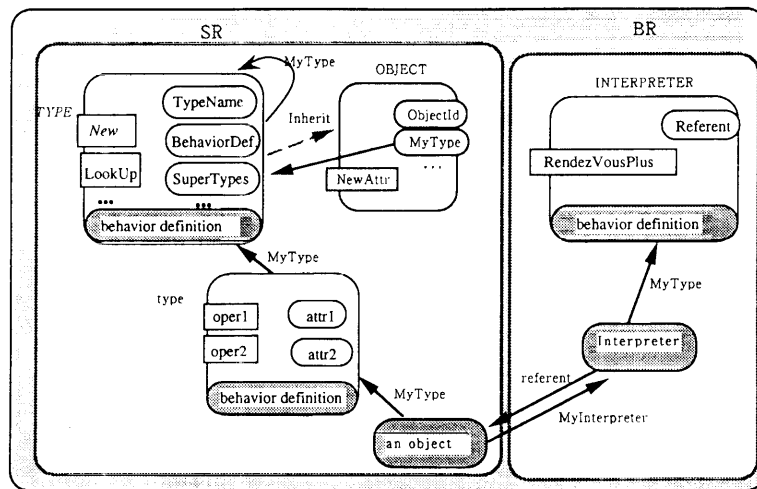 SR
BR
MyType
OBJECT
TYPE
TypeName
New
BehaviorDef.
LookUp
SuperTypes
...
...
behavior definition
Inherit
ObjectId
MyType
...
NewAttr
INTERPRETER
Referent
RendezVousPlus
behavior definition
MyType
type
oper1
attr1
oper2
attr2
behavior definition
MyType
MyType
Interpreter
referent
MyInterpreter
an object